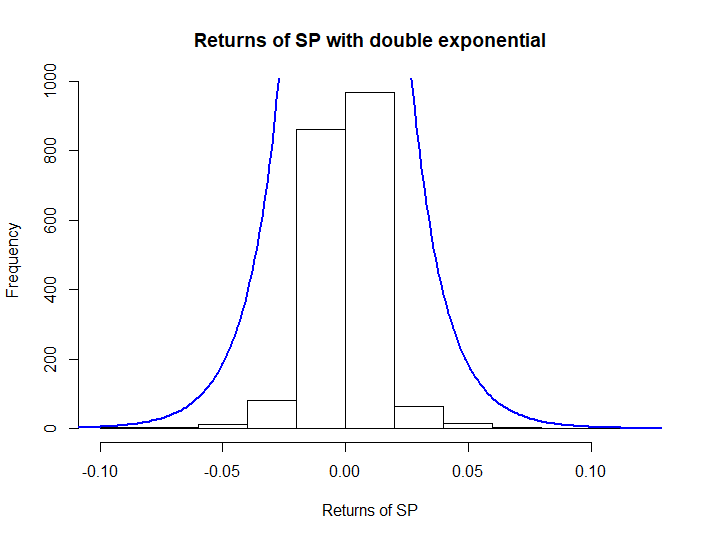 Returns of SP with double exponential
Frequency
1000
800
600
400
200
0
-0.10 -0.05 0.00 0.05 0.10
Returns of SP